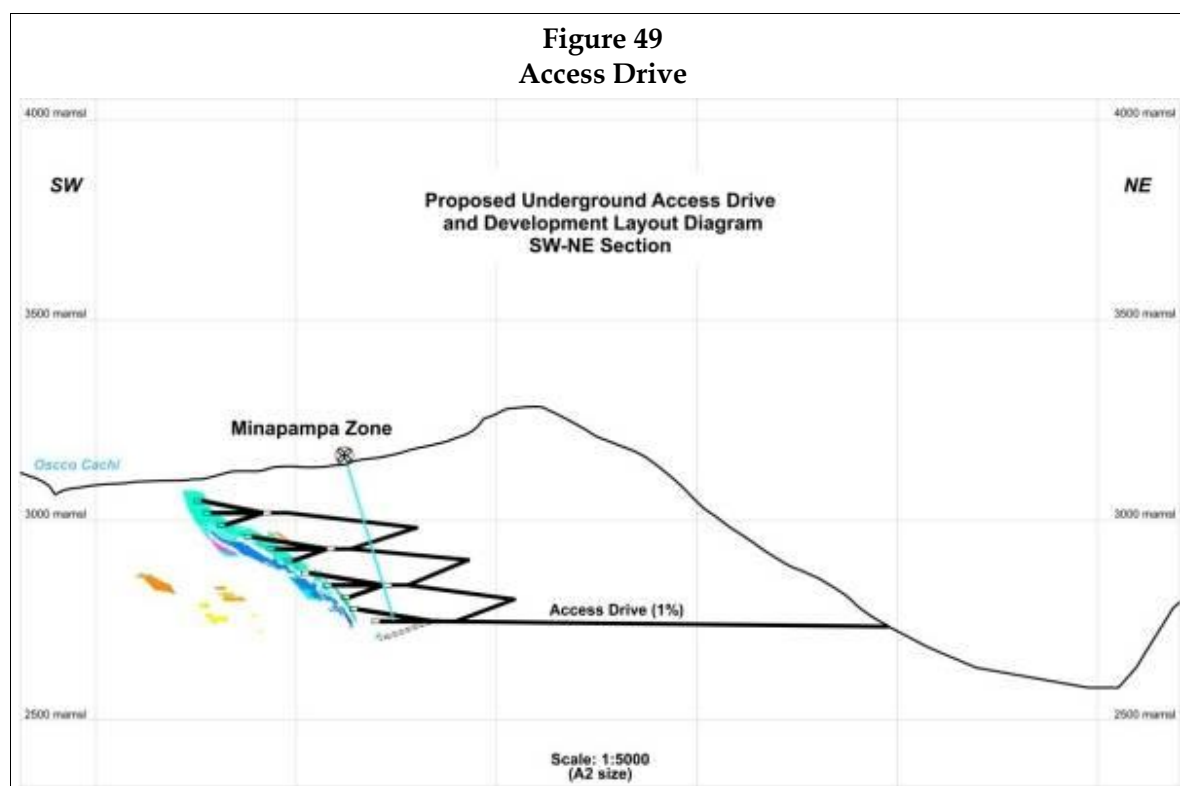 Figure 49
Access Drive
4000 mamsl
4000 mamsl
SW
NE
Proposed Underground Access Drive
and Development Layout Diagram
SW-NE Section
3500 mamsl
3500 mamsl
Minapampa Zone
Oscco Cachi
3000 mamsl
3000 mamsl
Access Drive (1%)
2500 mamsl
2500 mamsl
Scale: 1:5000
(A2 size)